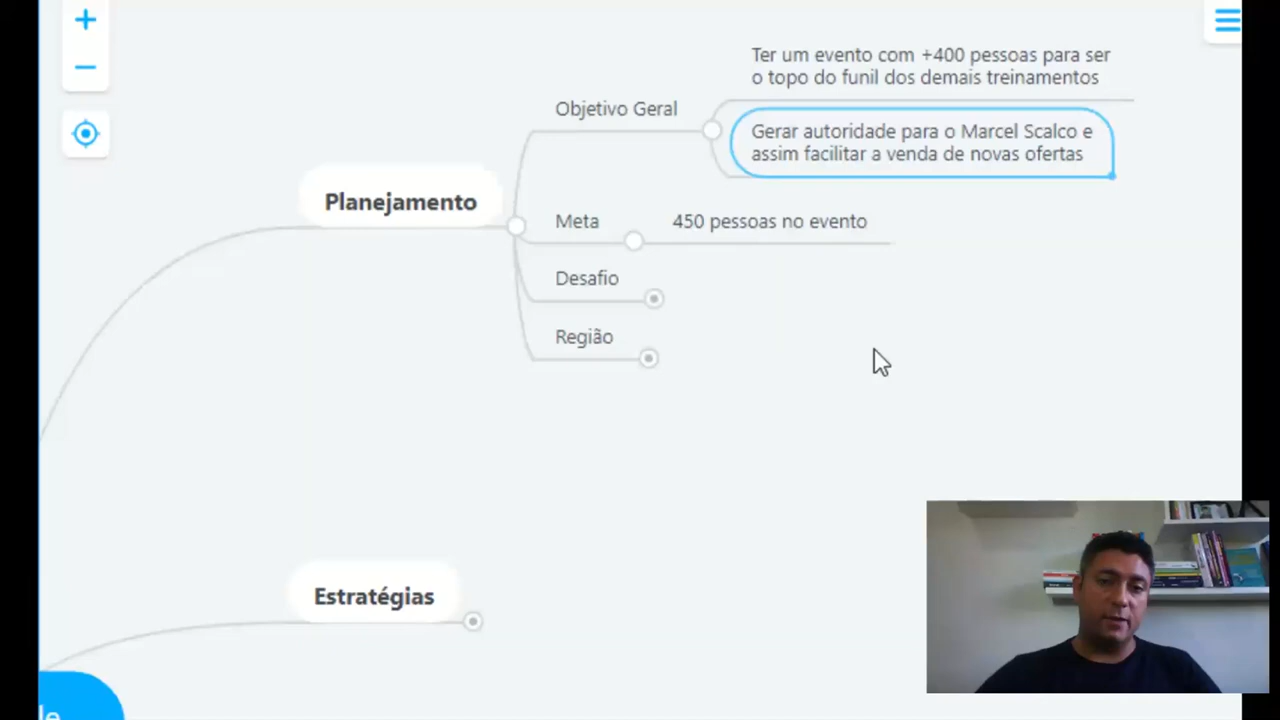 Ter um evento com +400 pessoas para ser
o topo do funil dos demais treinamentos
Objetivo Geral
Gerar autoridade para o Marcel Scalco e
assim facilitar a venda de novas ofertas
Planejamento
Meta
450 pessoas no evento
Desafio
Região
Estratégias